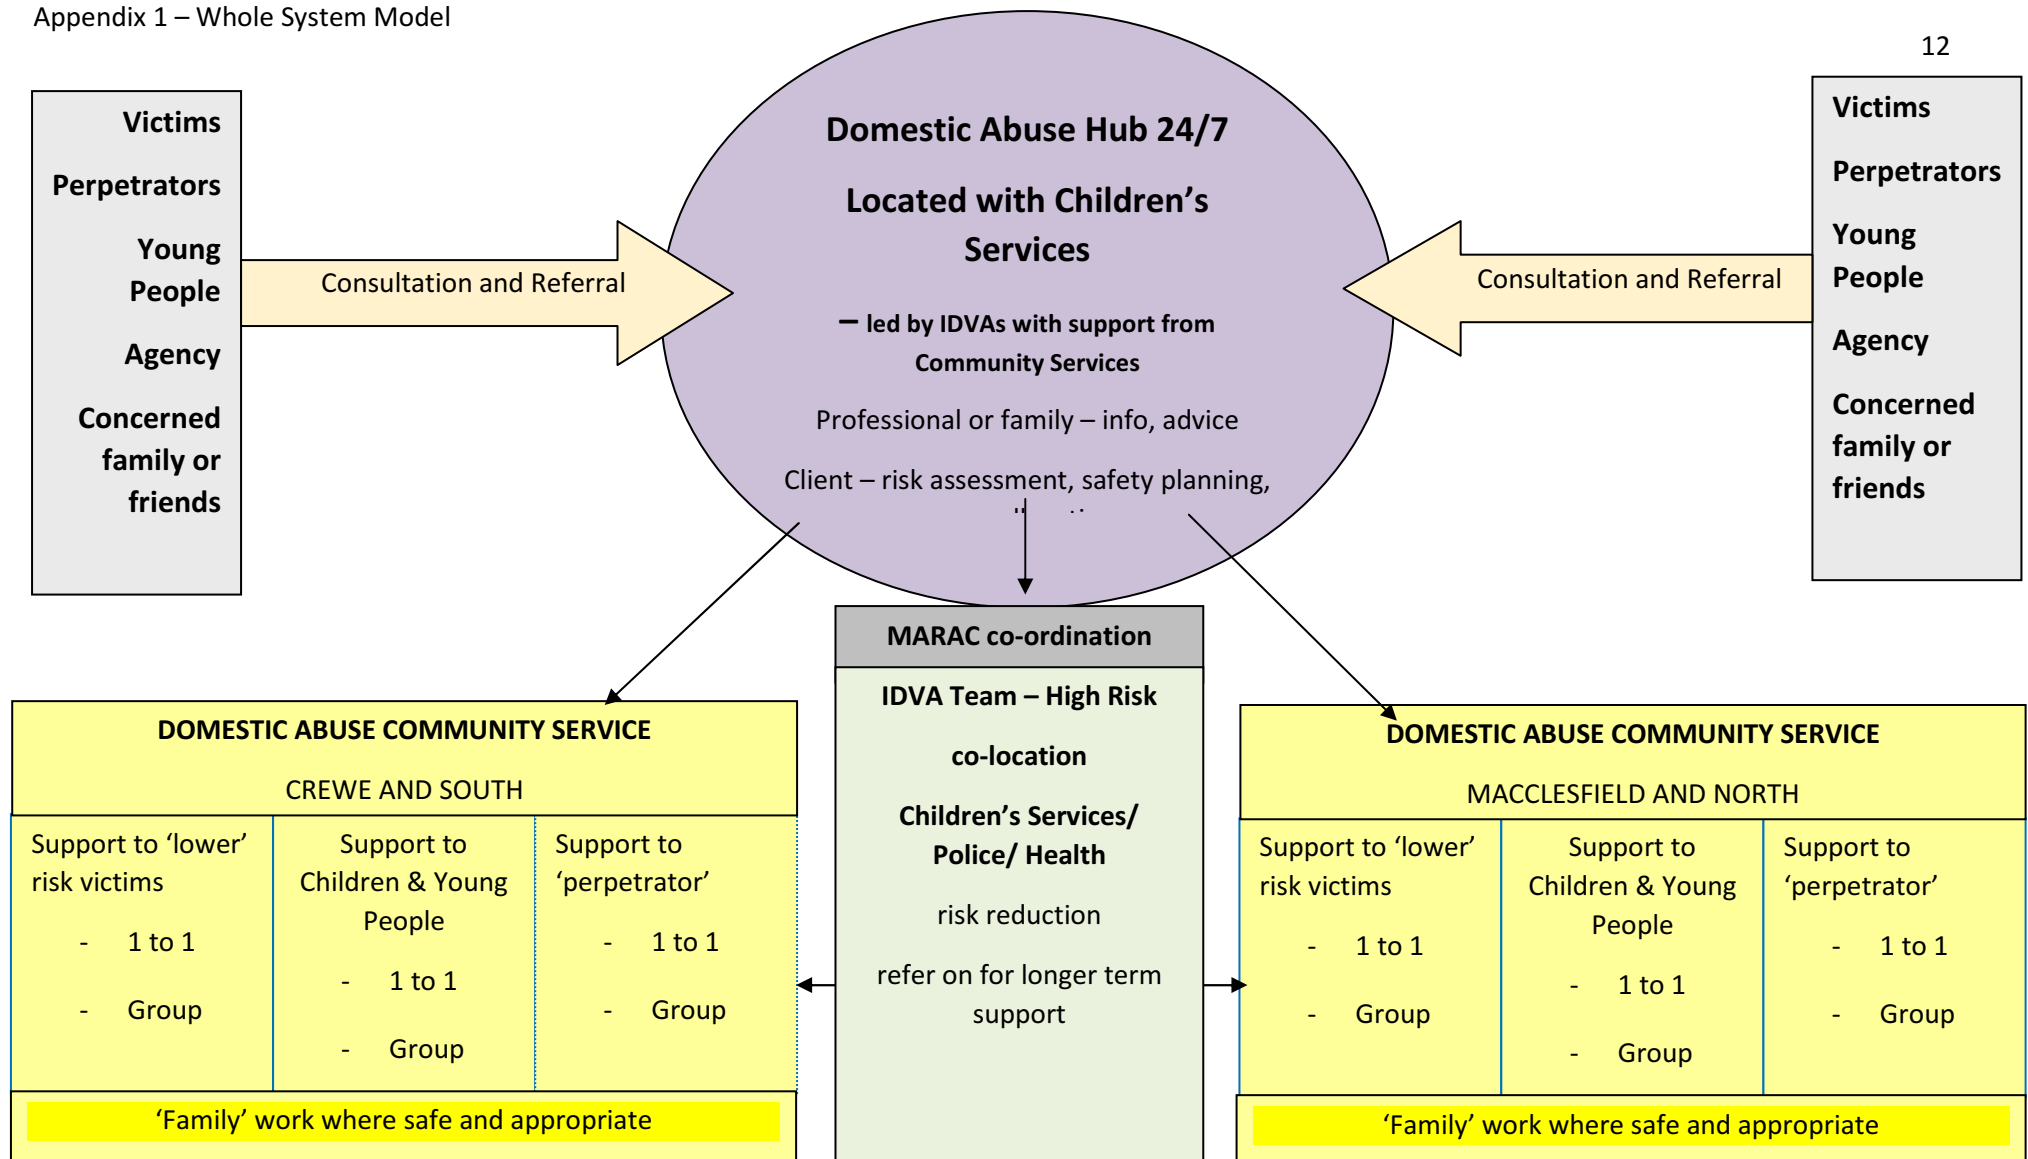 Appendix 1 – Whole System Model
12
Victims
Perpetrators
Young
People
Agency
Concerned
family or
friends
Consultation and Referral
Domestic Abuse Hub 24/7
Located with Children's
Services
– led by IDVAs with support from
Community Services
Professional or family – info, advice
Client – risk assessment, safety planning,
Consultation and Referral
Victims
Perpetrators
Young
People
Agency
Concerned
family or
friends
MARAC co-ordination
IDVA Team – High Risk
co-location
Children's Services/
Police/ Health
risk reduction
refer on for longer term
support
DOMESTIC ABUSE COMMUNITY SERVICE
CREWE AND SOUTH
Support to 'lower'
risk victims
- 1 to 1
- Group
Support to
Children & Young
People
- 1 to 1
- Group
Support to
'perpetrator'
- 1 to 1
- Group
'Family' work where safe and appropriate
DOMESTIC ABUSE COMMUNITY SERVICE
MACCLESFIELD AND NORTH
Support to 'lower'
risk victims
- 1 to 1
- Group
Support to
Children & Young
People
- 1 to 1
- Group
Support to
'perpetrator'
- 1 to 1
- Group
'Family' work where safe and appropriate